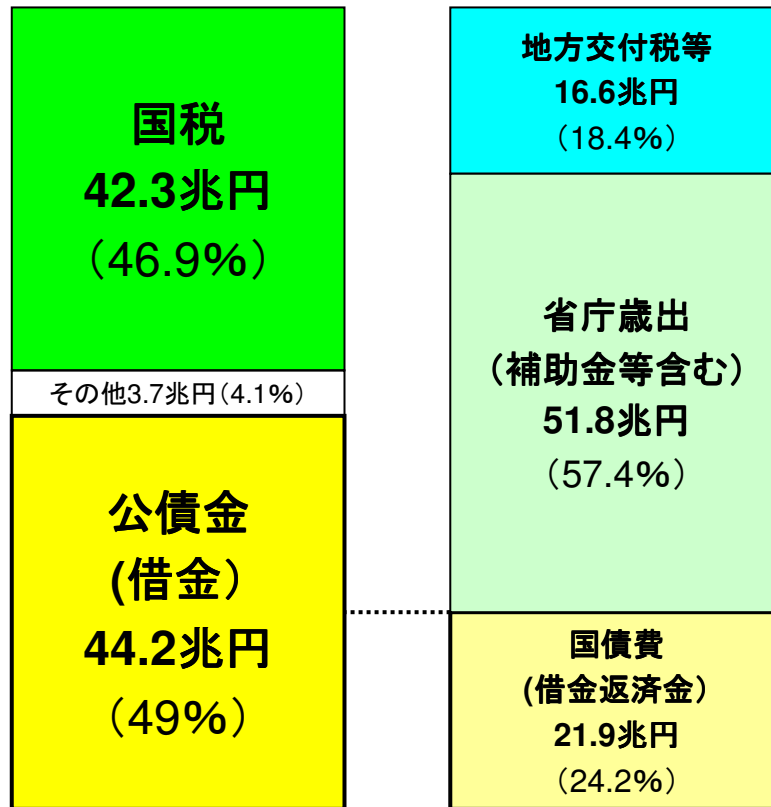 国税
42.3兆円
（46.9%）
その他3.7兆円（4.1%）
公債金
(借金）
44.2兆円
（49%）
地方交付税等
16.6兆円
（18.4%）
省庁歳出
（補助金等含む）
51.8兆円
（57.4%）
国債費
(借金返済金）
21.9兆円
（24.2%）